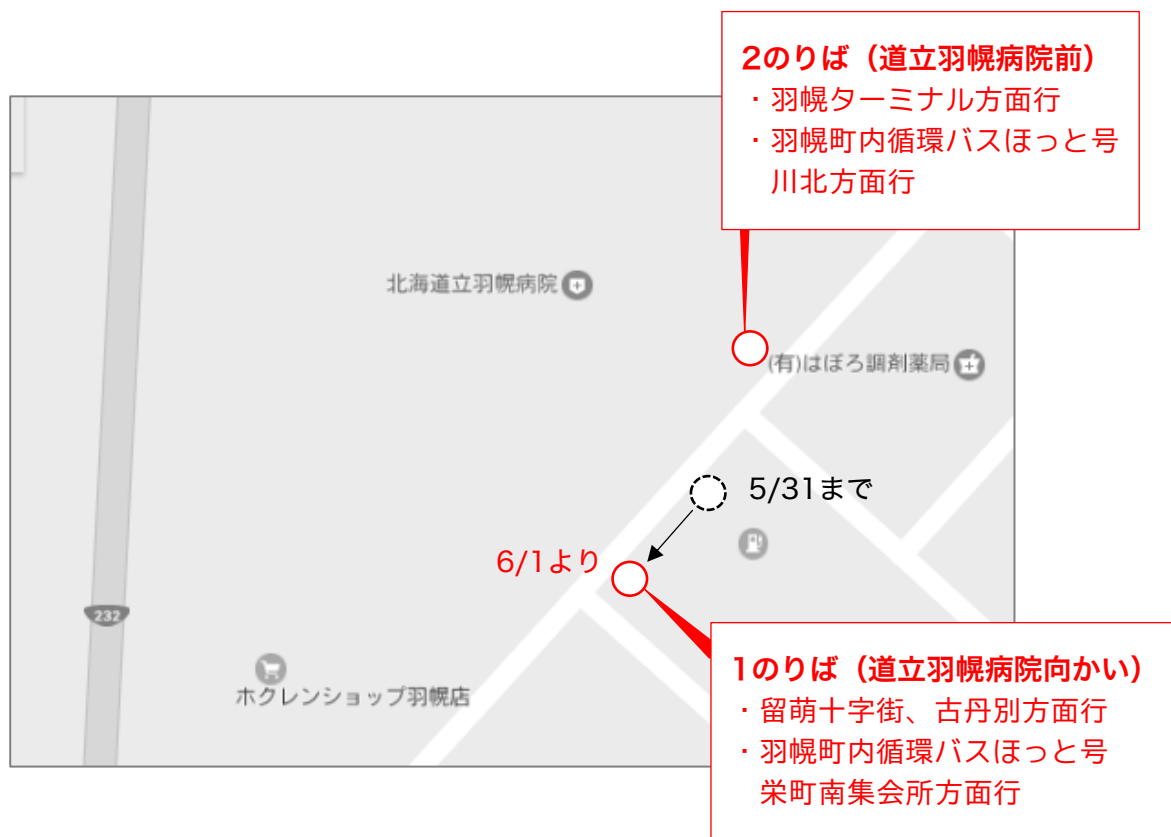 2のりば（道立羽幌病院前）
・羽幌ターミナル方面行
・羽幌町内循環バスほっと号
川北方面行
北海道立羽幌病院
(有)はぼろ調剤薬局
5/31まで
6/1より
232
ホクレンショップ羽幌店
1のりば（道立羽幌病院向かい）
・留萌十字街、古丹別方面行
・羽幌町内循環バスほっと号
栄町南集会所方面行